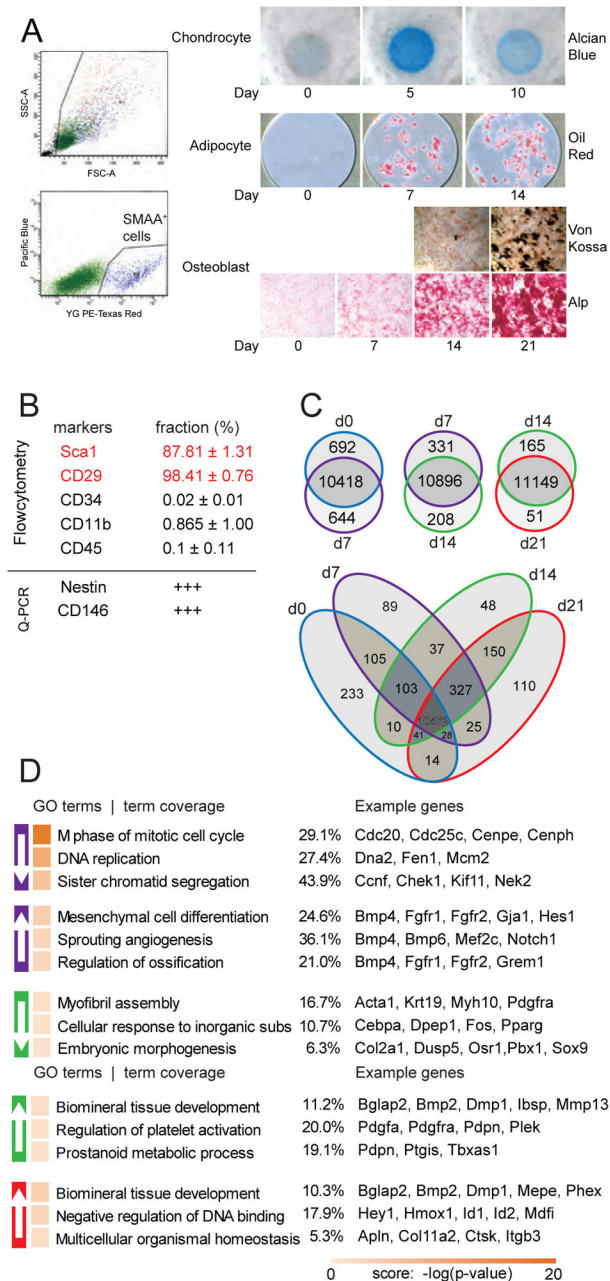 A
SSC-A
FSC-A
Pacific Blue
SMAA+
cells
YG PE-Texas Red
Chondrocyte
Alcian
Blue
Day 0 5 10
Adipocyte
Oil
Red
Day 0 7 14
Osteoblast
Von
Kossa
Alp
Day 0 7 14 21
B
markers fraction (%)
Flowcytometry
Sca1 87.81 ± 1.31
CD29 98.41 ± 0.76
CD34 0.02 ± 0.01
CD11b 0.865 ± 1.00
CD45 0.1 ± 0.11
Q-PCR
Nestin +++
CD146 +++
C
d0 d7 d14
692 331 165
10418 10896 11149
644 208 51
d7 d14 d21
d0 d7 d14 d21
89 48
105 37 150
233 103 327 110
10 41 28 25
14
D
GO terms | term coverage Example genes
M phase of mitotic cell cycle 29.1% Cdc20, Cdc25c, Cenpe, Cenph
DNA replication 27.4% Dna2, Fen1, Mcm2
Sister chromatid segregation 43.9% Ccnf, Chek1, Kif11, Nek2
Mesenchymal cell differentiation 24.6% Bmp4, Fgfr1, Fgfr2, Gja1, Hes1
Sprouting angiogenesis 36.1% Bmp4, Bmp6, Mef2c, Notch1
Regulation of ossification 21.0% Bmp4, Fgfr1, Fgfr2, Grem1
Myofibril assembly 16.7% Acta1, Krt19, Myh10, Pdgfra
Cellular response to inorganic subs 10.7% Cebpa, Dpep1, Fos, Pparg
Embryonic morphogenesis 6.3% Col2a1, Dusp5, Osr1,Pbx1, Sox9
GO terms | term coverage Example genes
Biomineral tissue development 11.2% Bglap2, Bmp2, Dmp1, Ibsp, Mmp13
Regulation of platelet activation 20.0% Pdgfa, Pdgfra, Pdpn, Plek
Prostanoid metabolic process 19.1% Pdpn, Ptgis, Tbxas1
Biomineral tissue development 10.3% Bglap2, Bmp2, Dmp1, Mepe, Phex
Negative regulation of DNA binding 17.9% Hey1, Hmox1, Id1, Id2, Mdfi
Multicellular organismal homeostasis 5.3% Apln, Col11a2, Ctsk, Itgb3
0 score: -log(p-value) 20